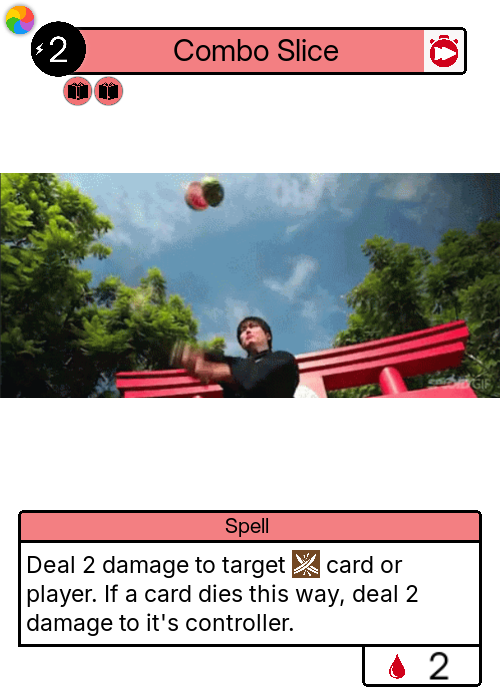 2
Combo Slice
Spell
Deal 2 damage to target card or
player. If a card dies this way, deal 2
damage to it's controller.
2